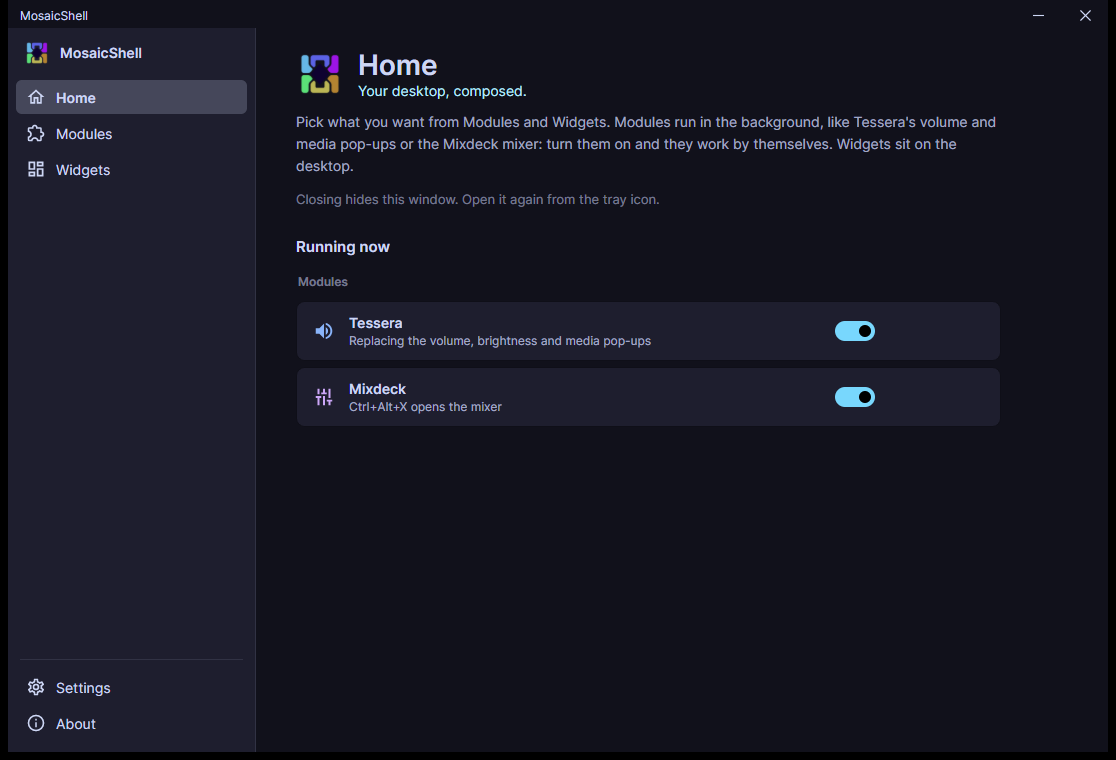 MosaicShell
MosaicShell
Home
Modules
Widgets
Settings
About
Home
Your desktop, composed.
Pick what you want from Modules and Widgets. Modules run in the background, like Tessera's volume and
media pop-ups or the Mixdeck mixer: turn them on and they work by themselves. Widgets sit on the
desktop.
Closing hides this window. Open it again from the tray icon.
Running now
Modules
Tessera
Replacing the volume, brightness and media pop-ups
Mixdeck
Ctrl+Alt+X opens the mixer